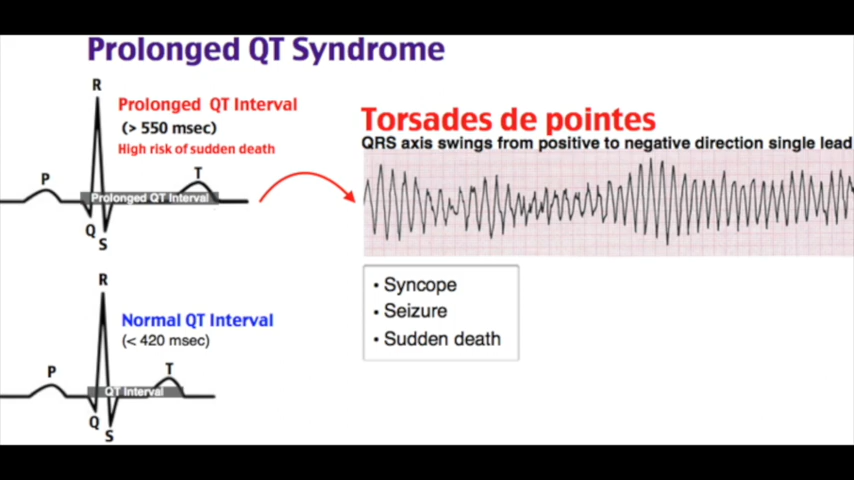 Prolonged QT Syndrome
R
Prolonged QT Interval
(> 550 msec)
High risk of sudden death
P
T
Prolonged QT Interval
Q
S
Torsades de pointes
QRS axis swings from positive to negative direction single lead
• Syncope
• Seizure
• Sudden death
R
Normal QT Interval
(< 420 msec)
P
T
QT Interval
Q
S